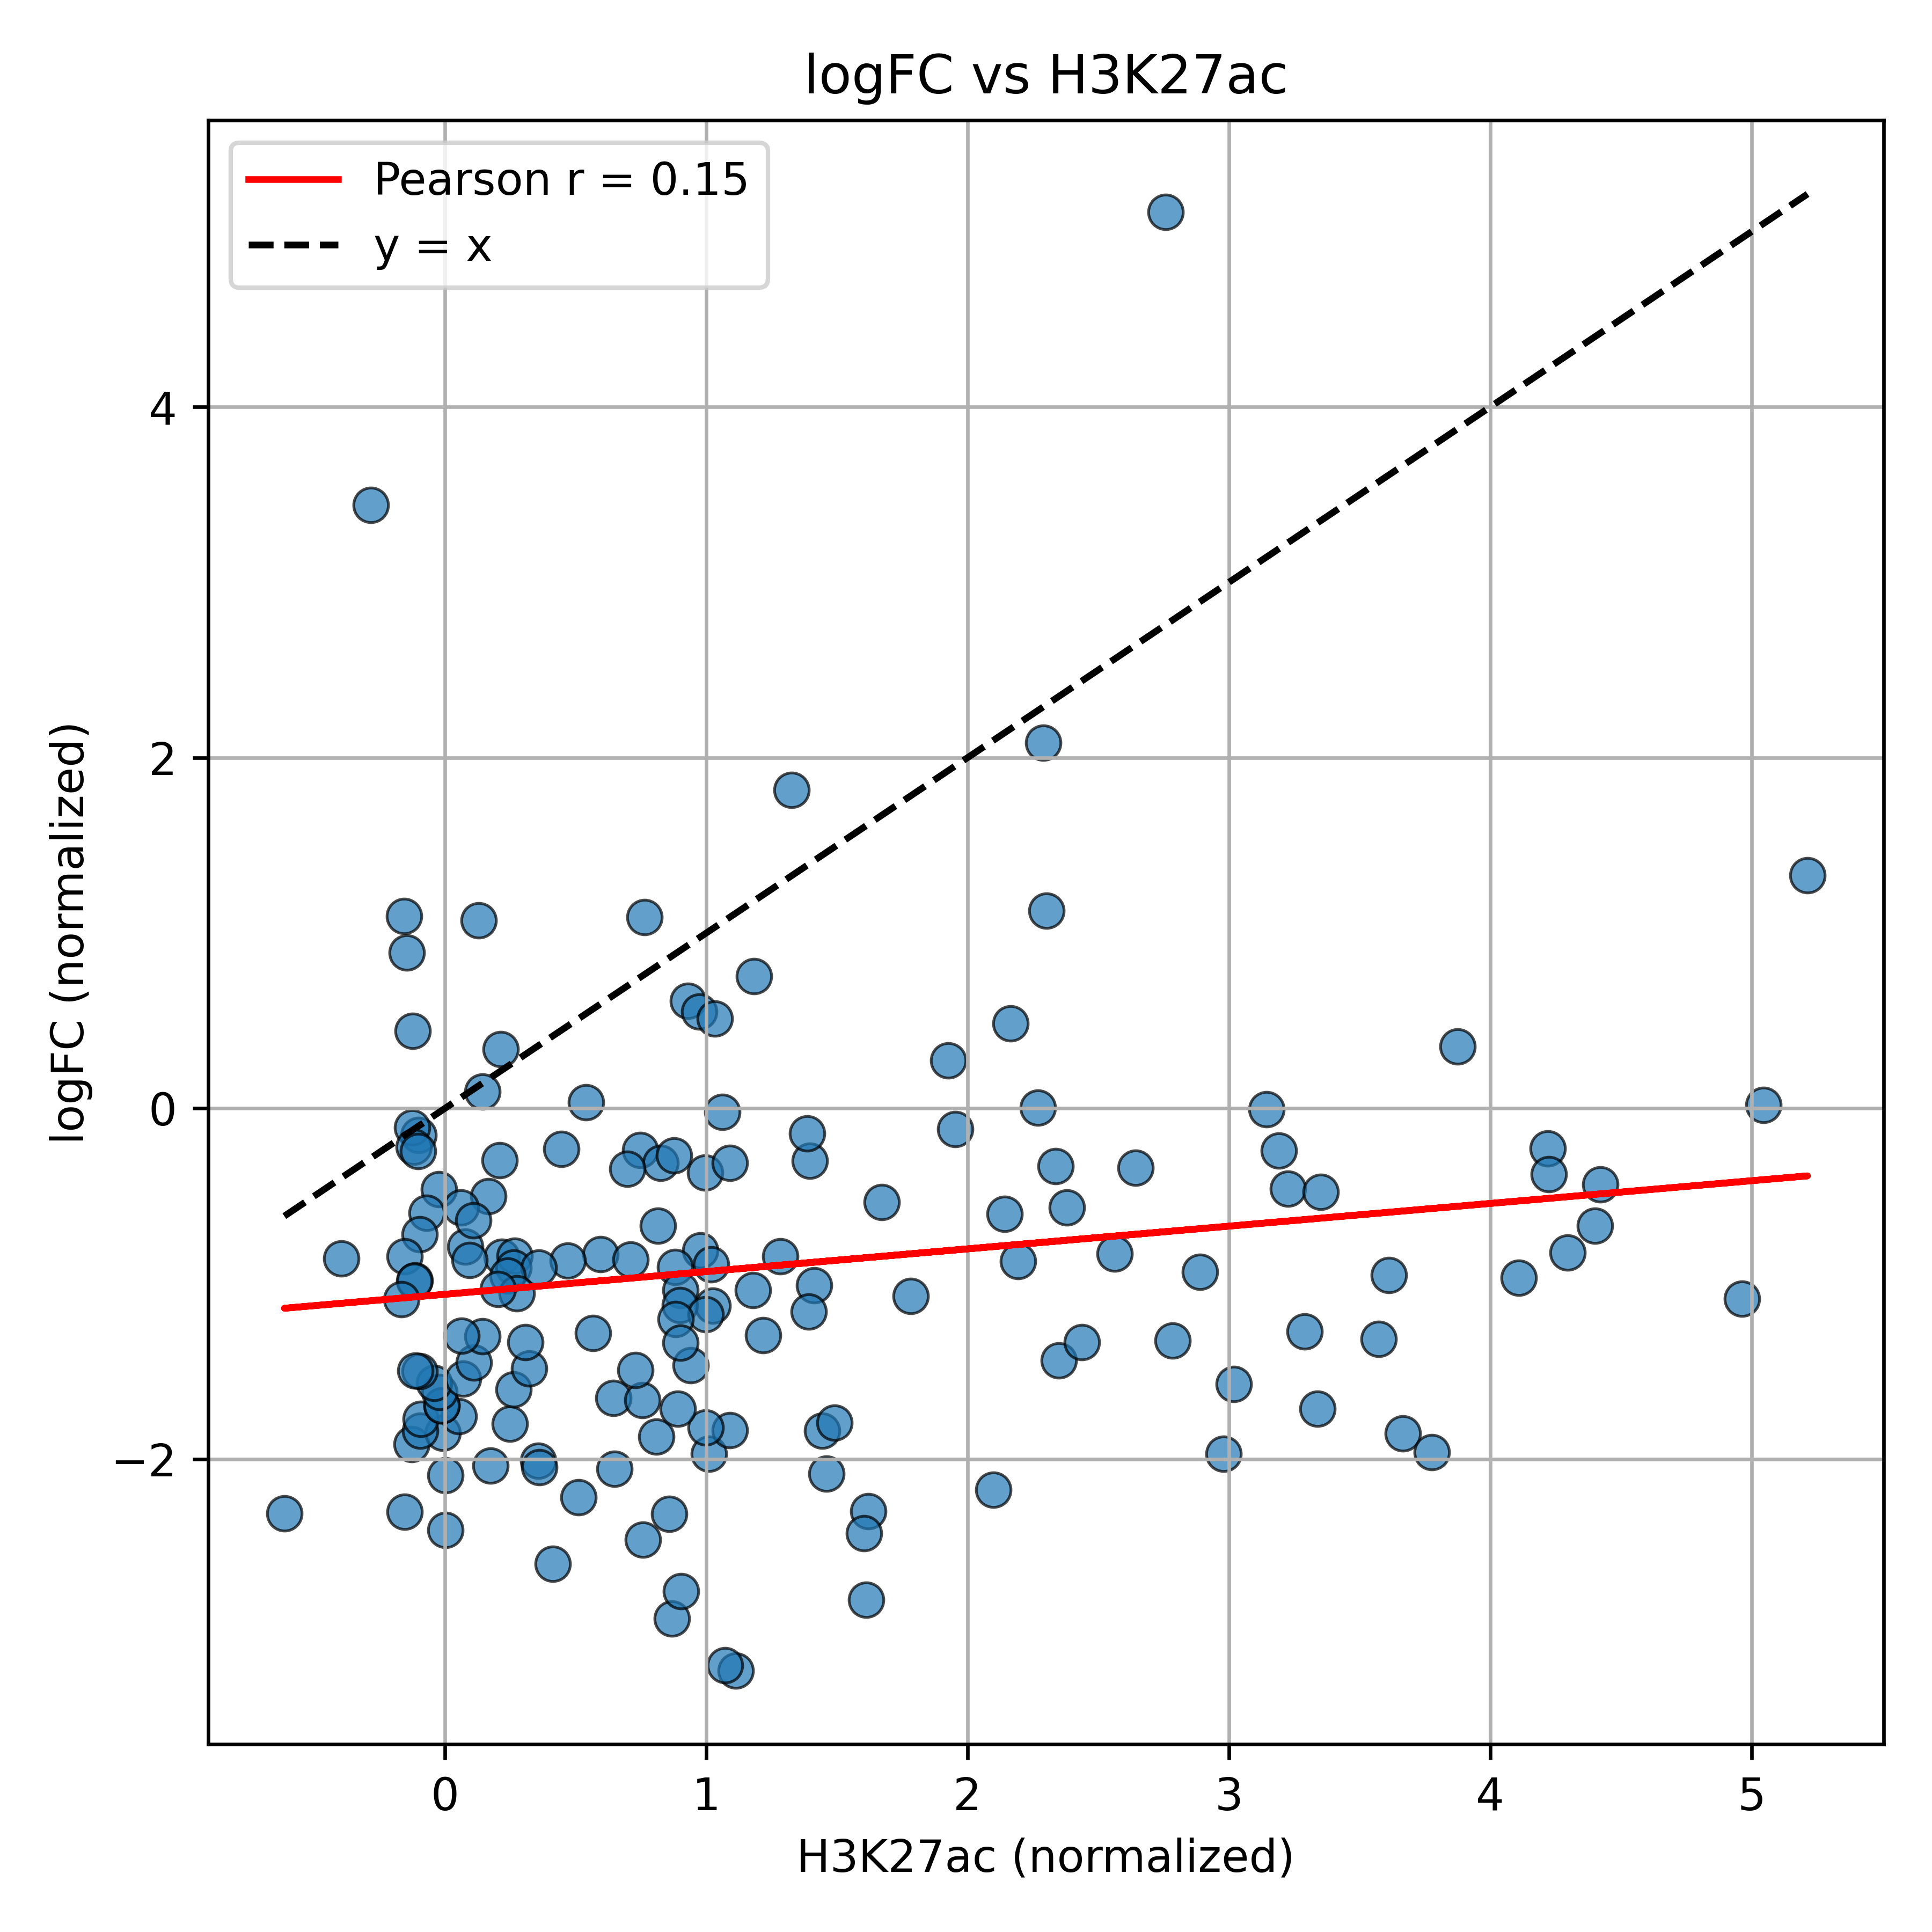 logFC vs H3K27ac
Pearson r = 0.15
y = x
4
2
0
−2
logFC (normalized)
0 1 2 3 4 5
H3K27ac (normalized)